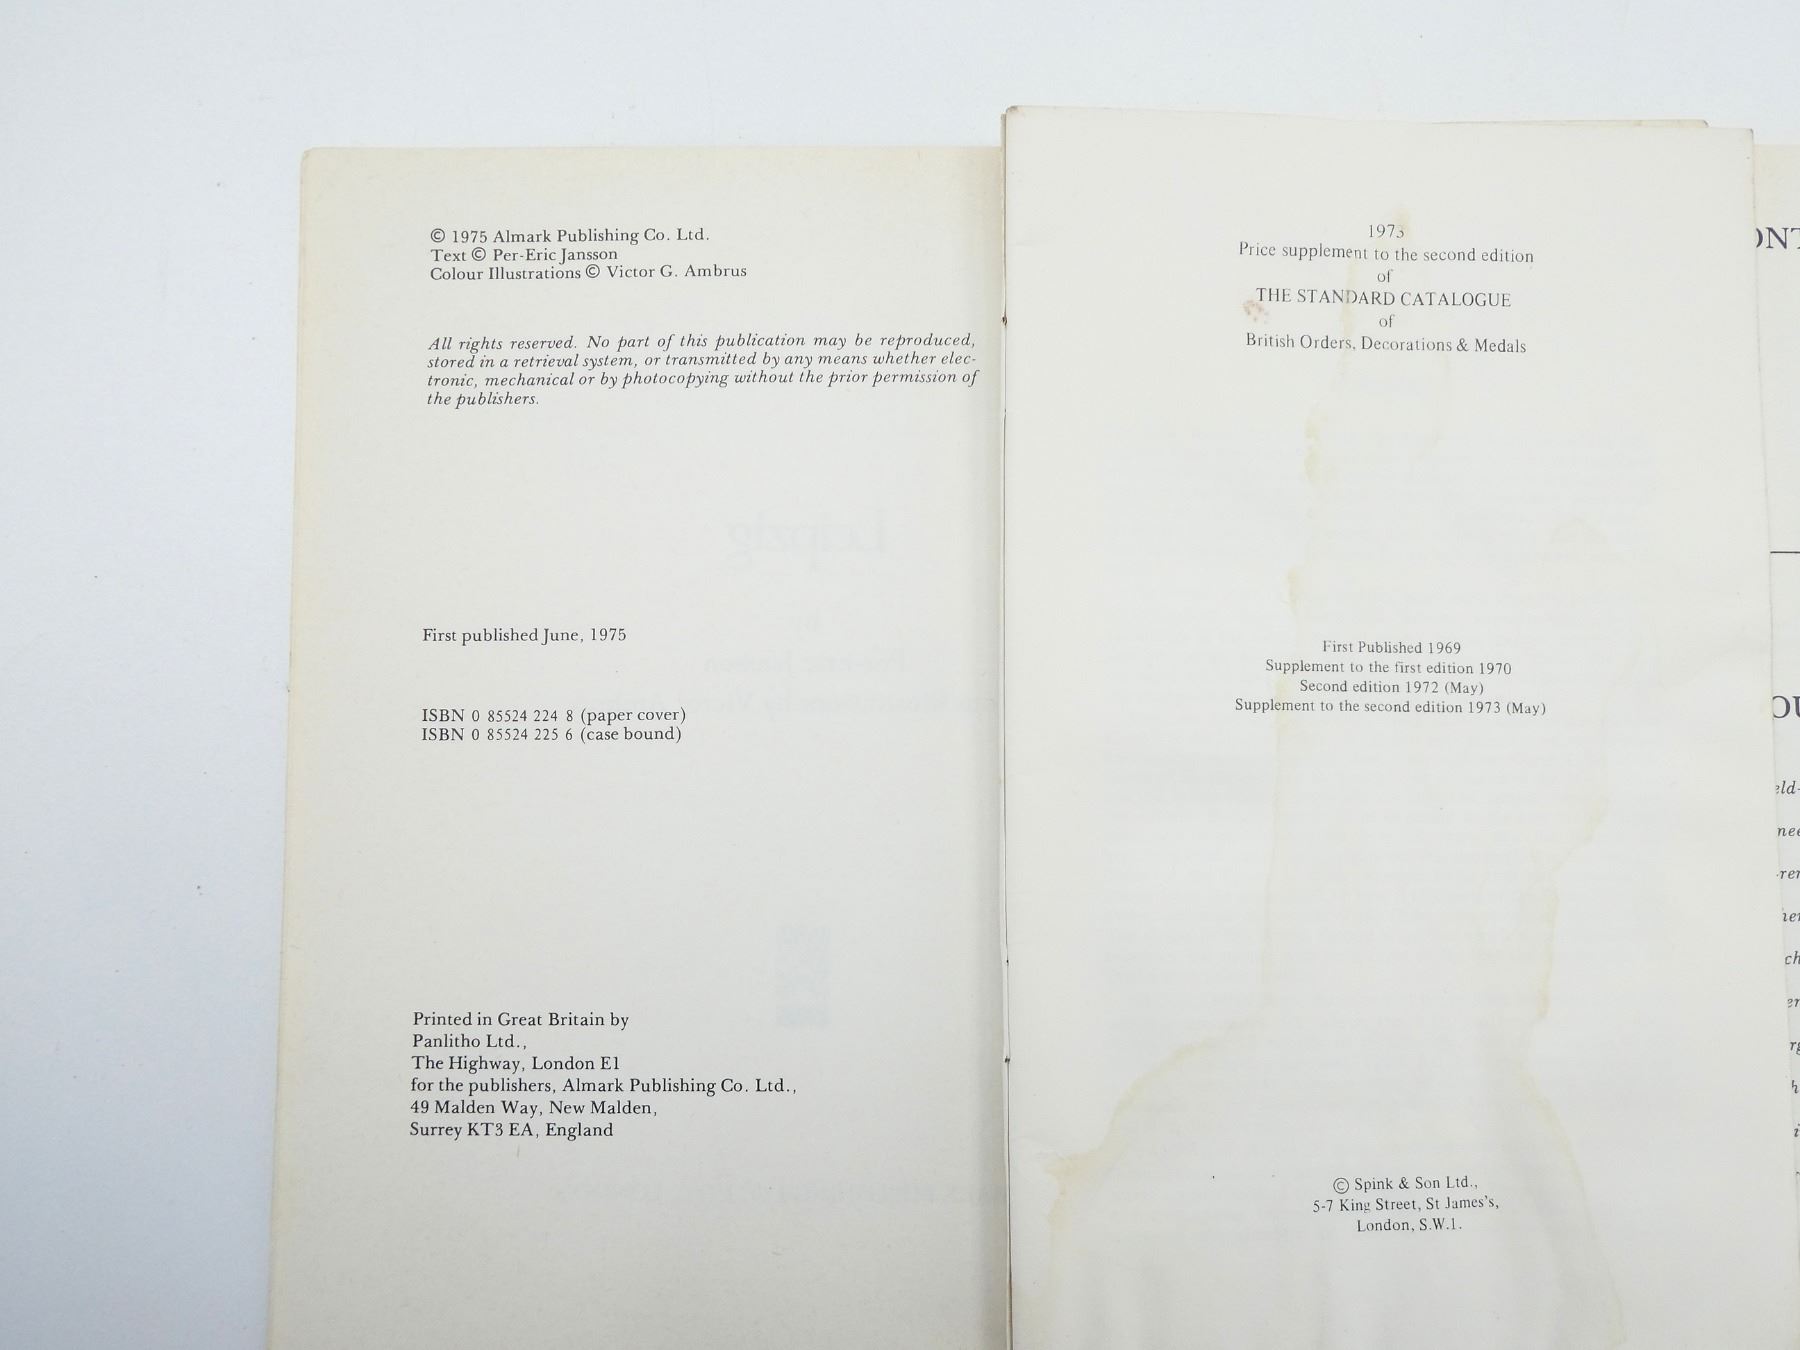 © 1975 Almark Publishing Co. Ltd.
Text © Per-Eric Jansson
Colour Illustrations © Victor G. Ambrus
All rights reserved. No part of this publication may be reproduced,
stored in a retrieval system, or transmitted by any means whether elec-
tronic, mechanical or by photocopying without the prior permission of
the publishers.
Leipzig
First published June, 1975
ISBN 0 85524 224 8 (paper cover)
ISBN 0 85524 225 6 (case bound)
Printed in Great Britain by
Panlitho Ltd.,
The Highway, London E1
for the publishers, Almark Publishing Co. Ltd.,
49 Malden Way, New Malden,
Surrey KT3 EA, England
1973
Price supplement to the second edition
of
THE STANDARD CATALOGUE
of
British Orders, Decorations & Medals
First Published 1969
Supplement to the first edition 1970
Second edition 1972 (May)
Supplement to the second edition 1973 (May)
© Spink & Son Ltd.,
5-7 King Street, St James's,
London, S.W.1.